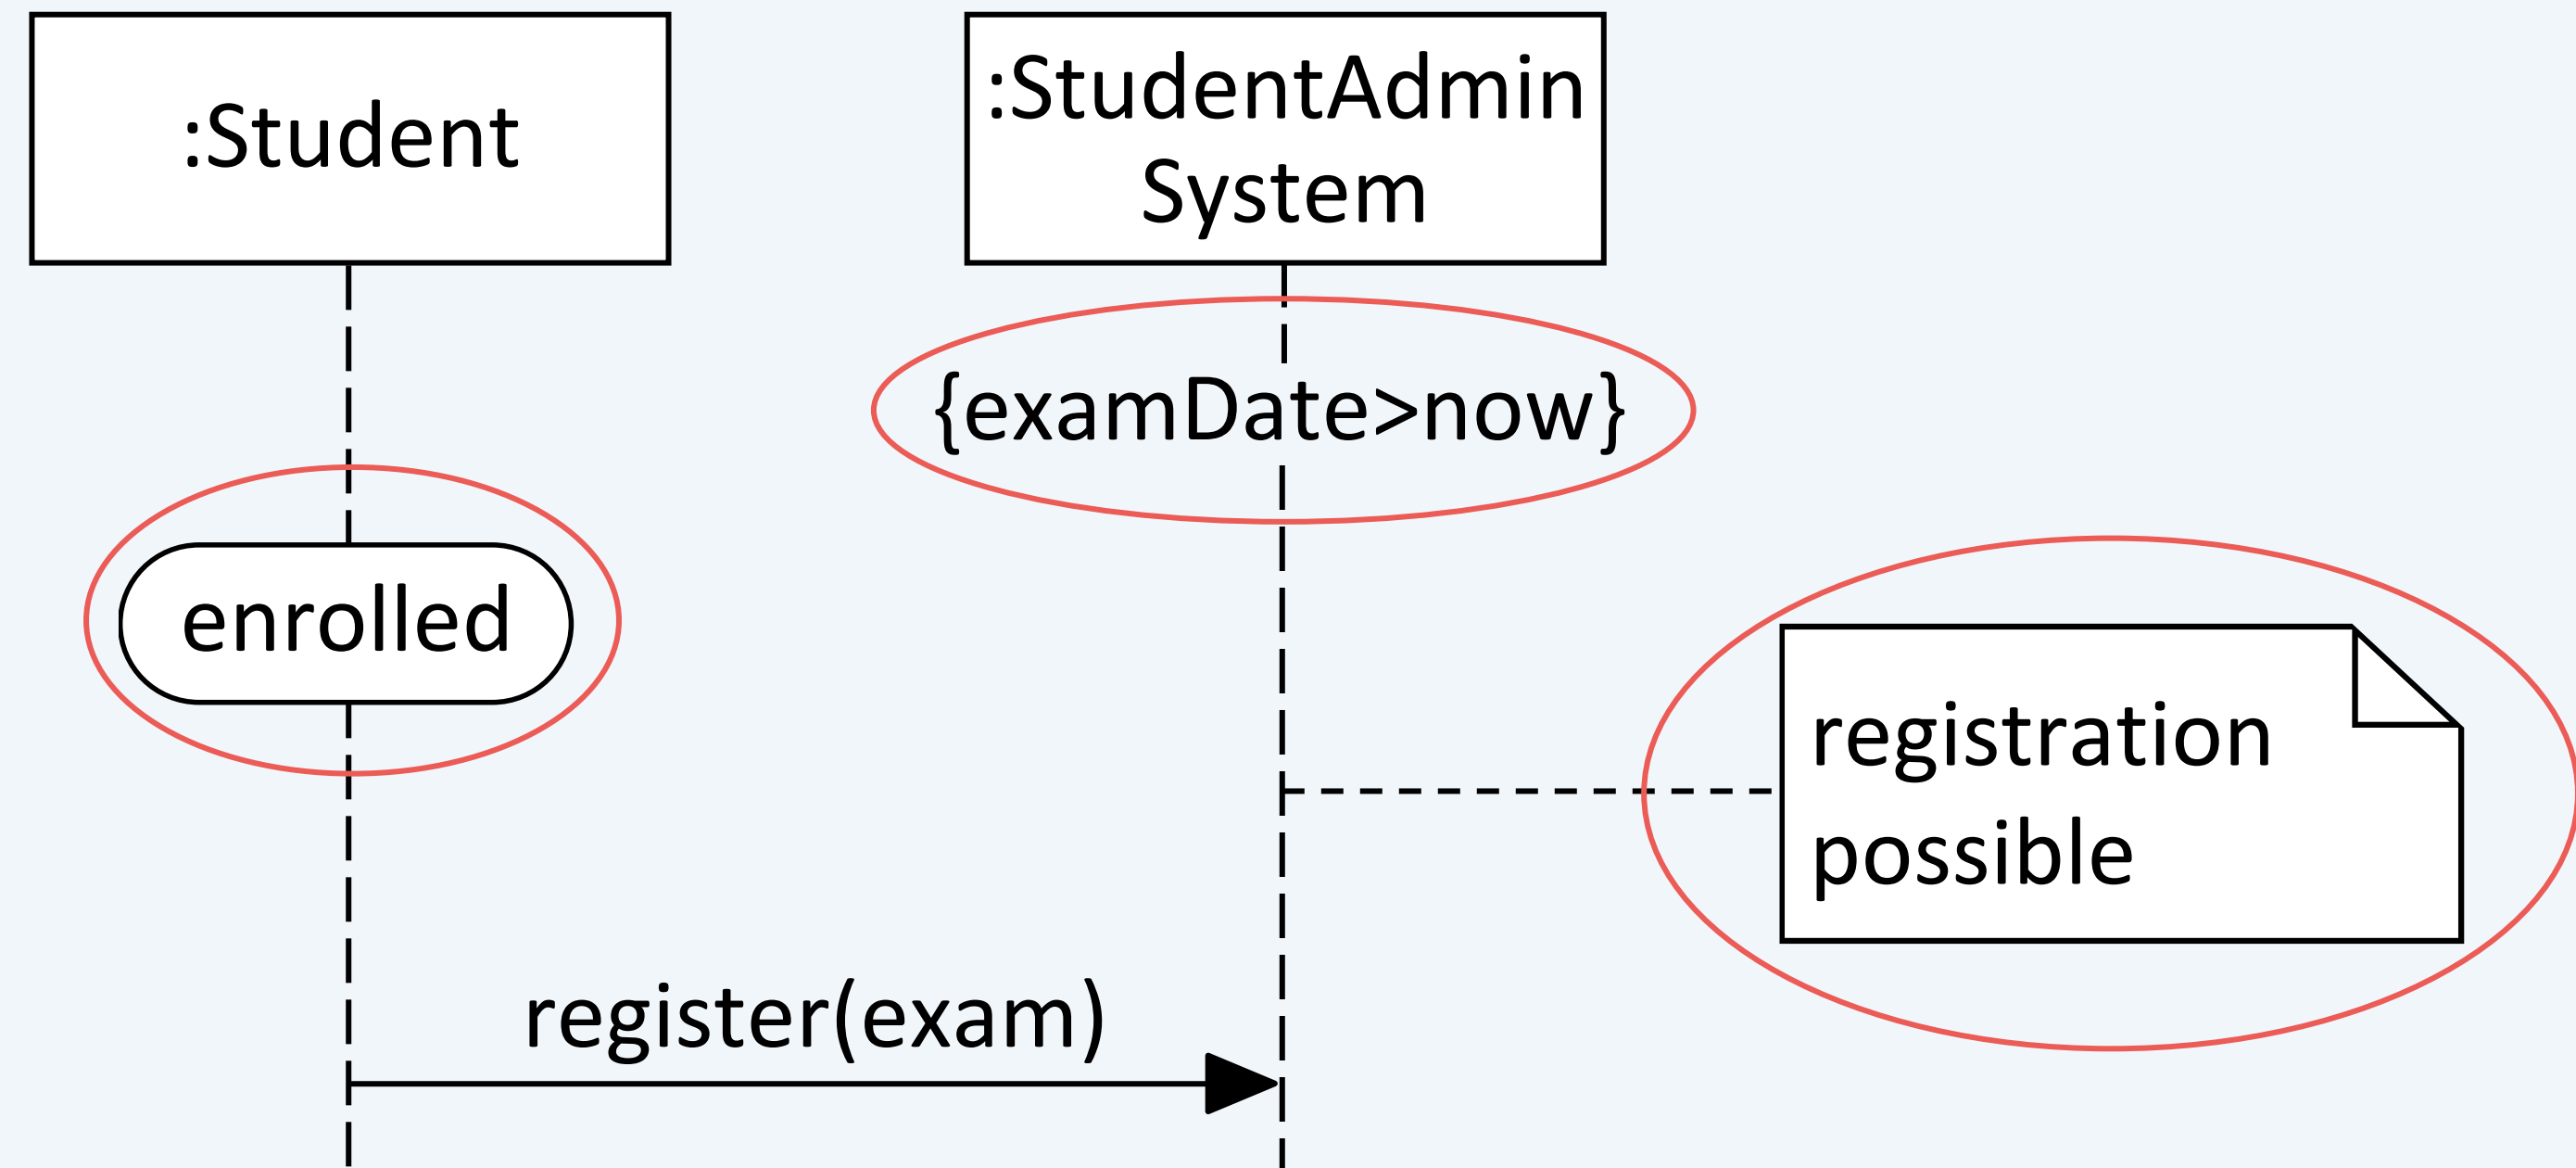 :Student
:StudentAdmin
System
{examDate>now}
enrolled
registration
possible
register(exam)